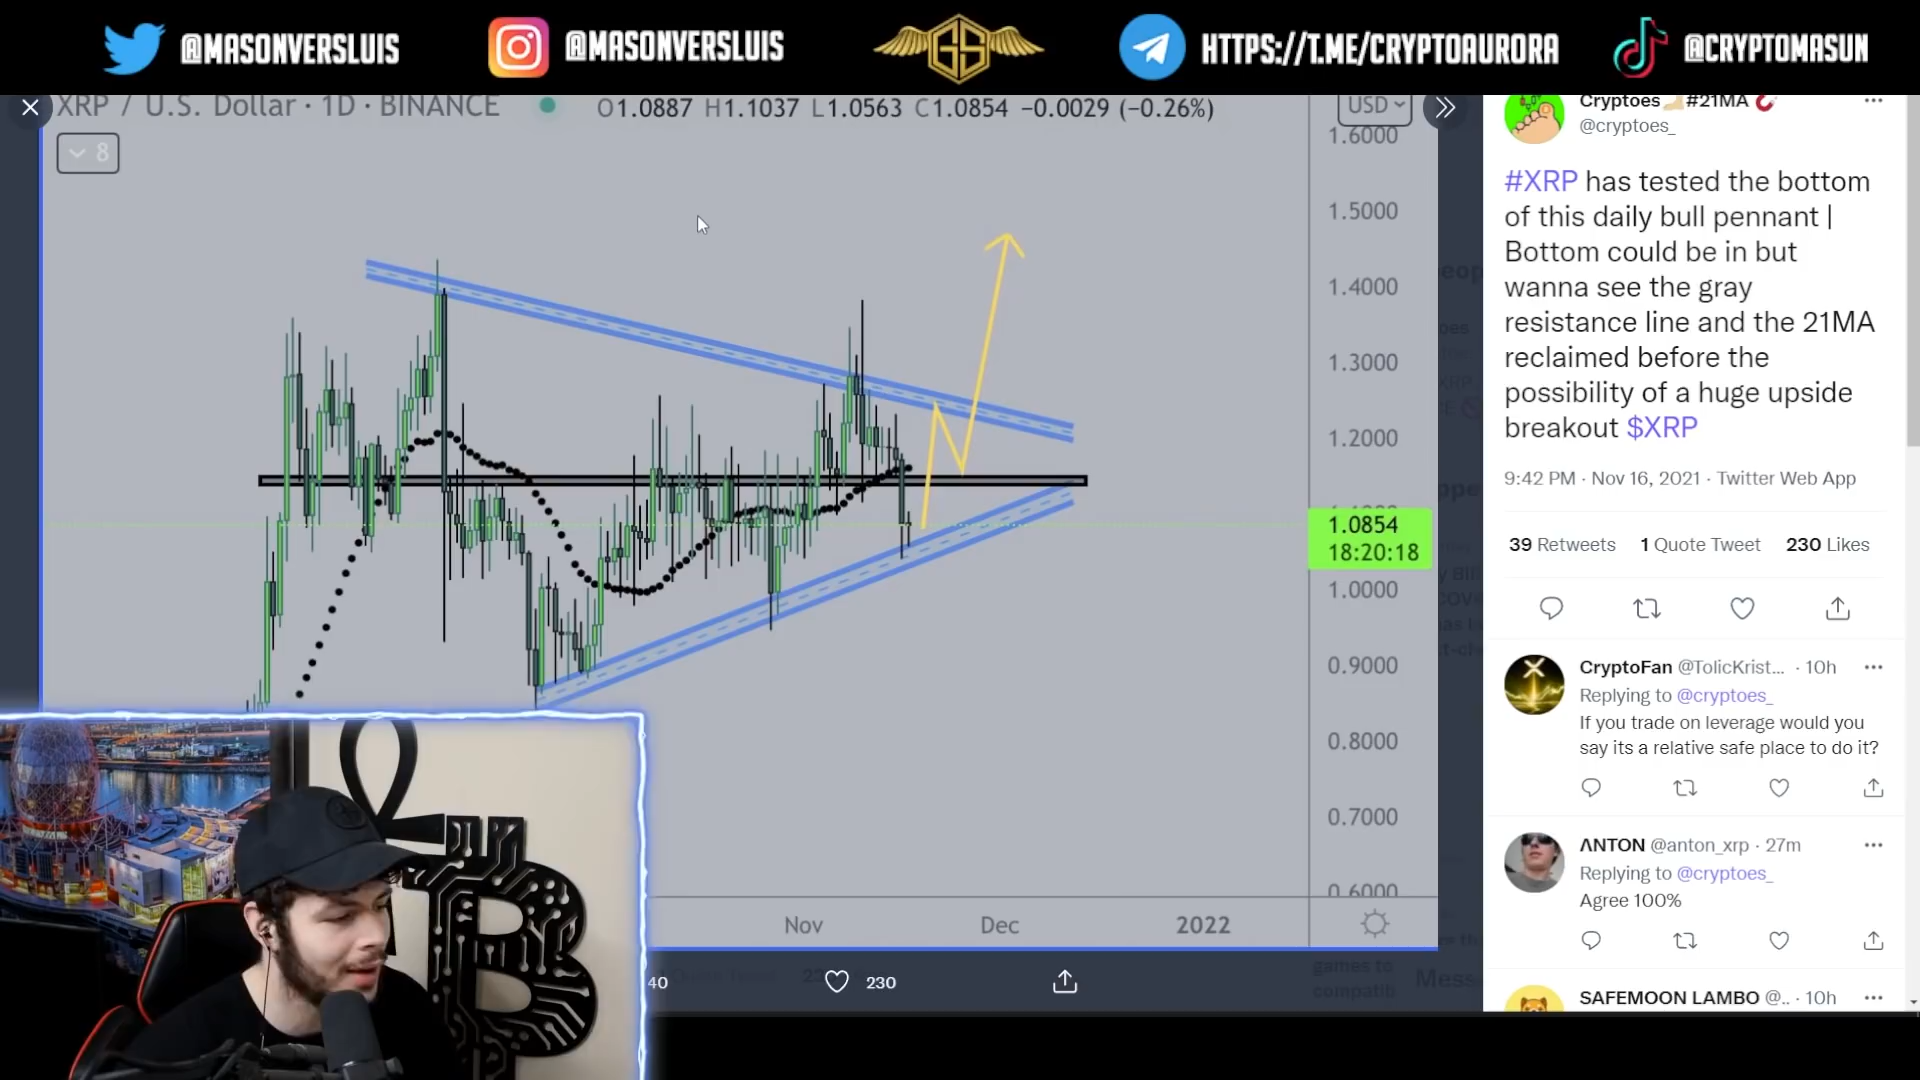 @MASONVERSLUIS
@MASONVERSLUIS
GS
HTTPS://T.ME/CRYPTOAURORA
@CRYPTOMASUN
XRP / U.S. Dollar · 1D · BINANCE
O1.0887 H1.1037 L1.0563 C1.0854 −0.0029 (−0.26%)
USD
8
1.6000
1.5000
1.4000
1.3000
1.2000
1.0854
18:20:18
1.0000
0.9000
0.8000
0.7000
0.6000
Nov
Dec
2022
40
230
games to
compatib
Cryptoes #21MA
@cryptoes_
#XRP has tested the bottom
of this daily bull pennant |
Bottom could be in but
wanna see the gray
resistance line and the 21MA
reclaimed before the
possibility of a huge upside
breakout $XRP
9:42 PM · Nov 16, 2021 · Twitter Web App
39 Retweets 1 Quote Tweet 230 Likes
CryptoFan @TolicKrist... · 10h
Replying to @cryptoes_
If you trade on leverage would you
say its a relative safe place to do it?
ΛNTON @anton_xrp · 27m
Replying to @cryptoes_
Agree 100%
SAFEMOON LAMBO @.. · 10h